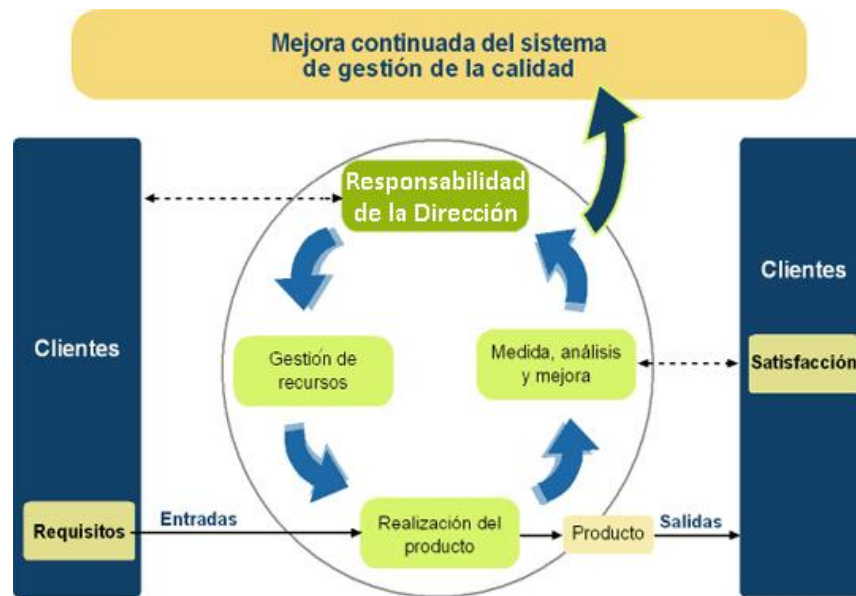 Mejora continuada del sistema
de gestión de la calidad
Responsabilidad
de la Dirección
Clientes
Clientes
Gestión de
recursos
Medida, análisis
y mejora
Satisfacción
Requisitos
Entradas
Realización del
producto
Producto
Salidas